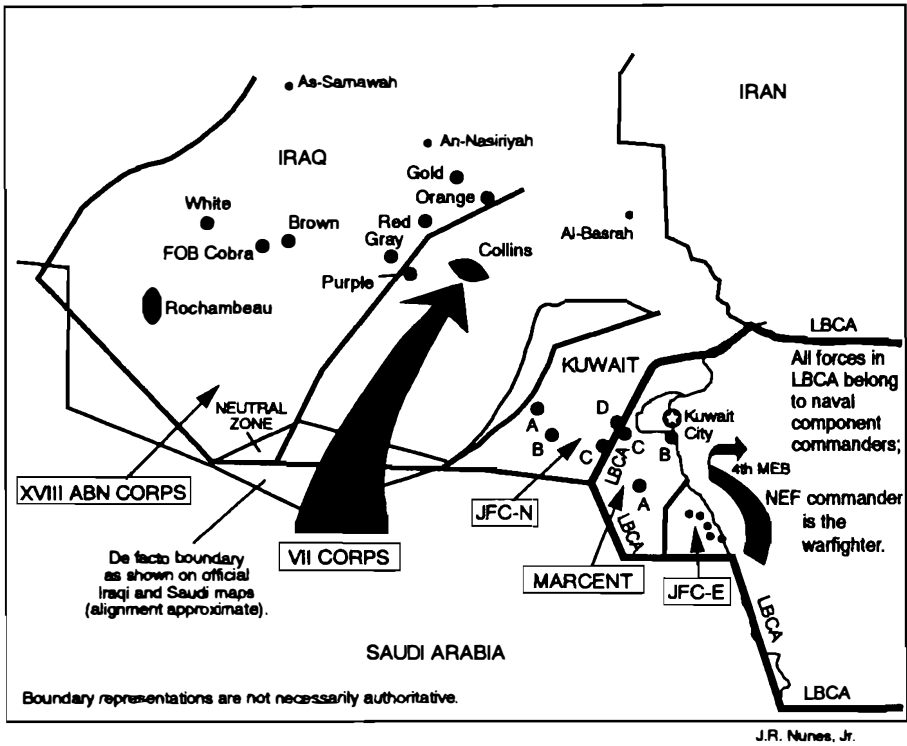 As-Samawah
IRAN
An-Nasiriyah
IRAQ
Gold
Orange
White
Brown
Red
Al-Basrah
FOB Cobra
Gray
Collins
Purple
Rochambeau
LBCA
KUWAIT
All forces in
LBCA belong
to naval
component
commanders;
NEUTRAL
ZONE
D
Kuwait
City
A
B
C
C
B
LBCA
4th MEB
XVIII ABN CORPS
A
JFC-N
NEF commander
is the
warfighter.
LBCA
De facto boundary
as shown on official
Iraqi and Saudi maps
(alignment approximate).
VII CORPS
MARCENT
JFC-E
LBCA
SAUDI ARABIA
Boundary representations are not necessarily authoritative.
LBCA
J.R. Nunes, Jr.